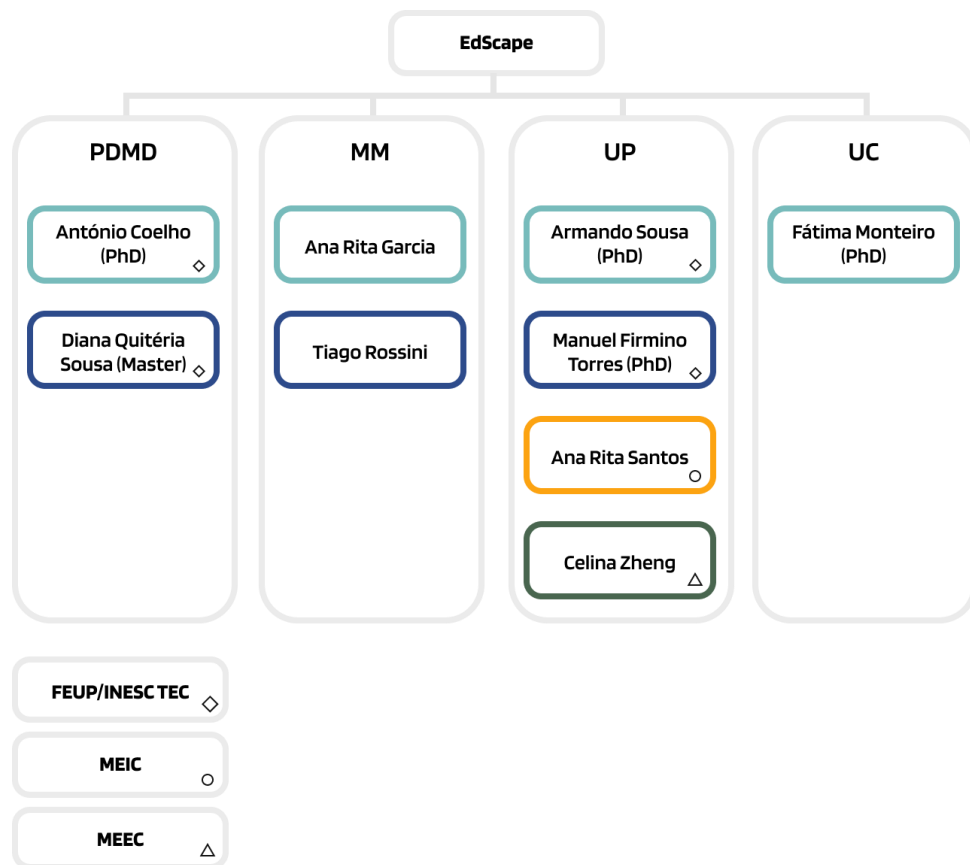 EdScape
PDMD
António Coelho
(PhD)
Diana Quitéria
Sousa (Master)
MM
Ana Rita Garcia
Tiago Rossini
UP
Armando Sousa
(PhD)
Manuel Firmino
Torres (PhD)
Ana Rita Santos
Celina Zheng
UC
Fátima Monteiro
(PhD)
FEUP/INESC TEC
MEIC
MEEC